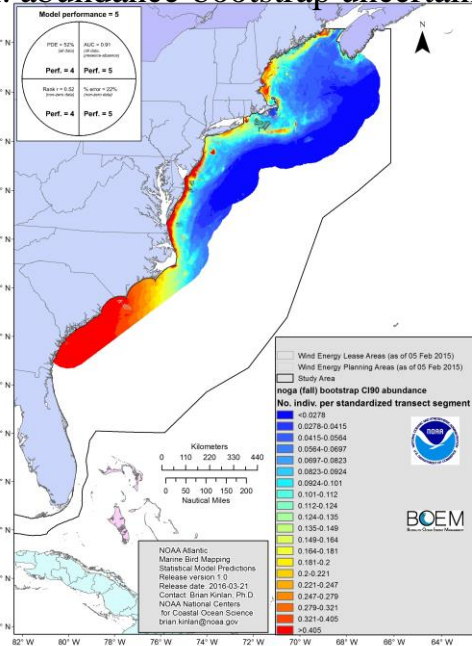 abundance bootstrap uncertain
Model performance = 5
PDE = 52%
AUC = 0.91
Perf. = 4
Perf. = 5
Rank r = 0.52
% error = 22%
Perf. = 4
Perf. = 5
N
° N
° N
° N
° N
° N
° N
° N
° N
° N
° N
Wind Energy Lease Areas (as of 05 Feb 2015)
Wind Energy Planning Areas (as of 05 Feb 2015)
Study Area
noga (fall) bootstrap CI90 abundance
No. indiv. per standardized transect segment
<0.0278
0.0278-0.0415
0.0415-0.0564
0.0564-0.0697
0.0697-0.0823
0.0823-0.0924
0.0924-0.101
0.101-0.112
0.112-0.124
0.124-0.135
0.135-0.149
0.149-0.164
0.164-0.181
0.181-0.2
0.2-0.221
0.221-0.247
0.247-0.279
0.279-0.321
0.321-0.405
>0.405
NOAA
BOEM
Bureau of Ocean Energy Management
Kilometers
0 110 220 330 440
0 50 100 150 200
Nautical Miles
NOAA Atlantic
Marine Bird Mapping
Statistical Model Predictions
Release version 1.0
Release date: 2016-03-21
Contact: Brian Kinlan, Ph.D.
NOAA National Centers
for Coastal Ocean Science
brian.kinlan@noaa.gov
82° W 80° W 78° W 76° W 74° W 72° W 70° W 68° W 66° W 64° W